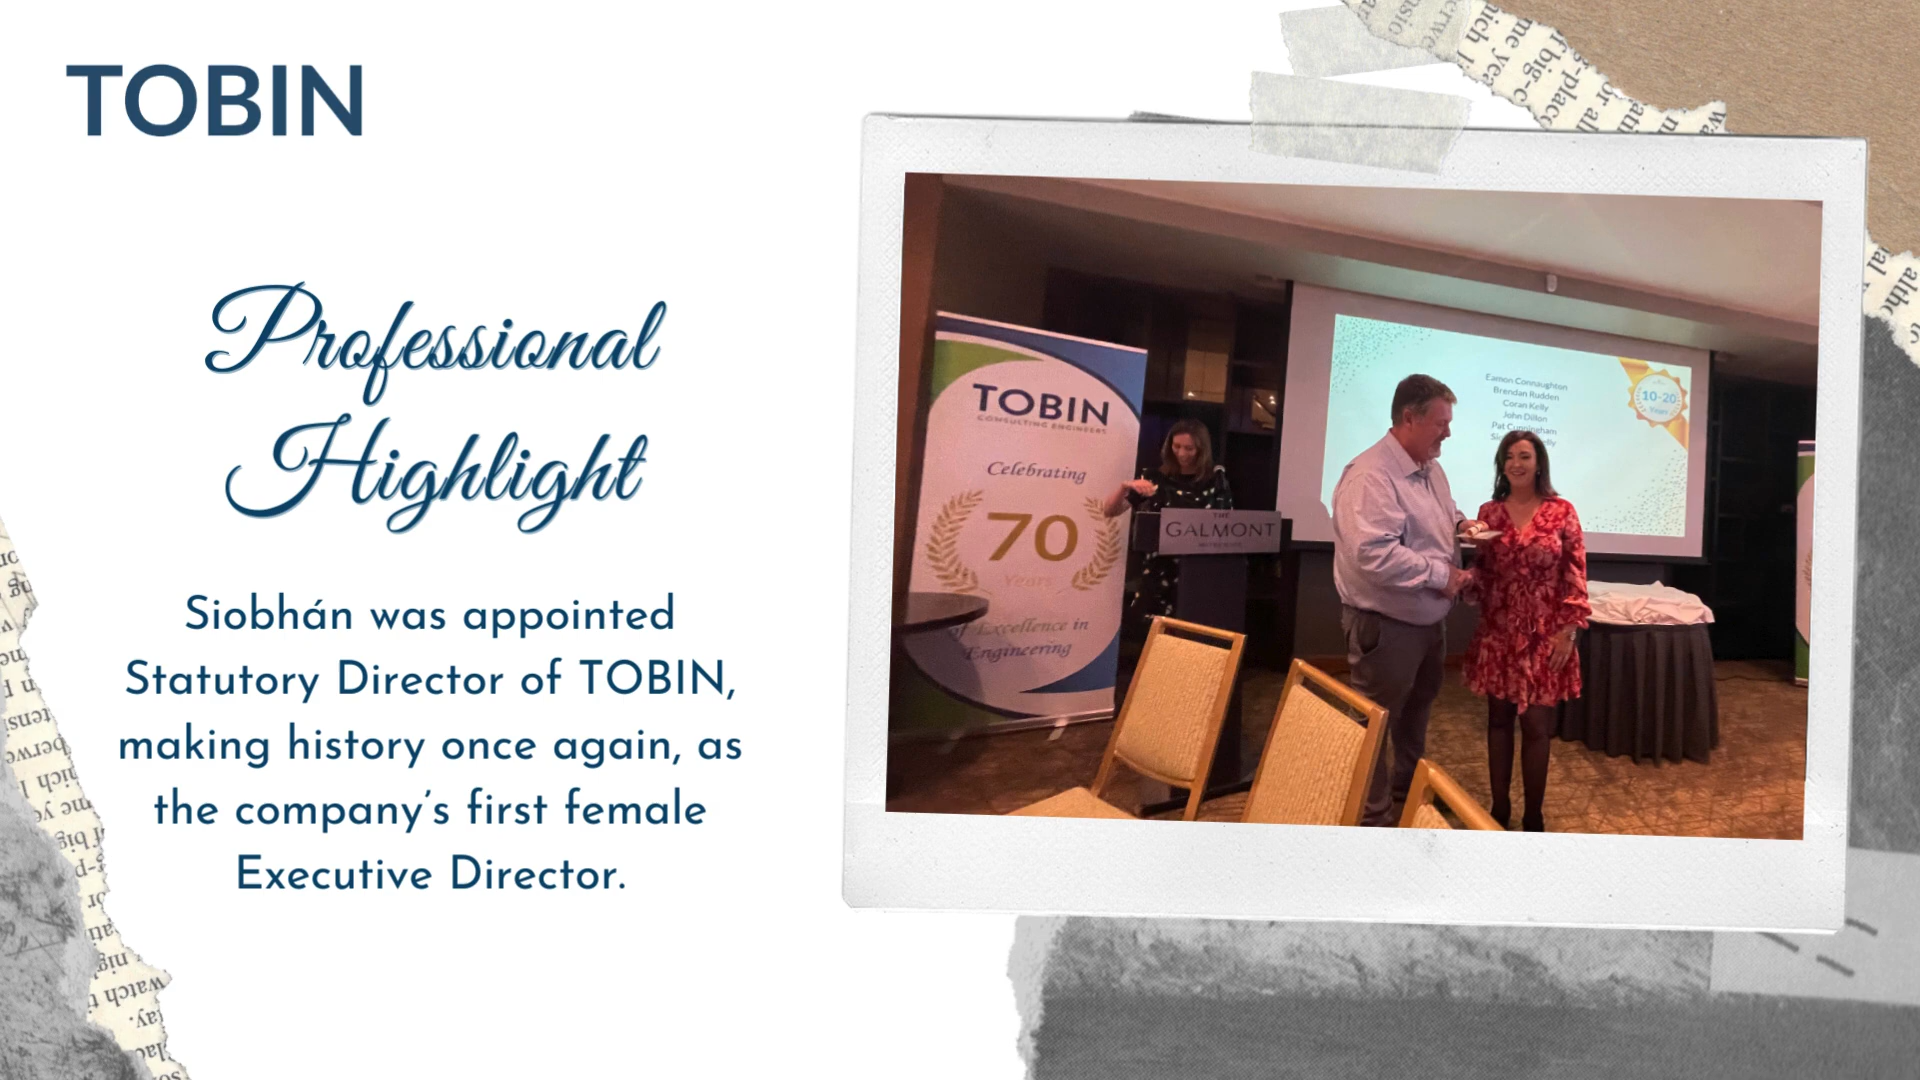 TOBIN
Professional
Highlight
Siobhán was appointed
Statutory Director of TOBIN,
making history once again, as
the company’s first female
Executive Director.
TOBIN
CONSULTING ENGINEERS
Celebrating
70
Years
of Excellence in
Engineering
THE
GALMONT
Eamon Connaughton
Brendan Rudden
Coran Kelly
John Dillon
Pat Cunningham
10-20
Years